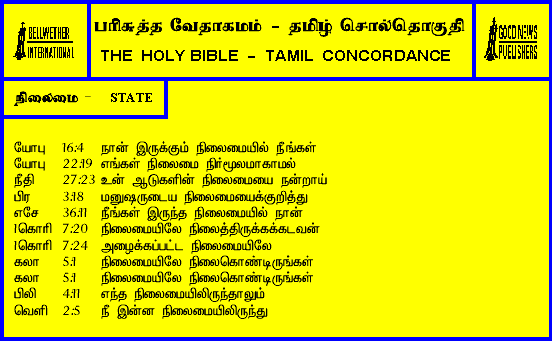 BELLWETHER
INTERNATIONAL
பரிசுத்த வேதாகமம் - தமிழ் சொல்தொகுதி
THE HOLY BIBLE - TAMIL CONCORDANCE
GOOD NEWS
PUBLISHERS
நிலைமை - STATE
யோபு 16:4 நான் இருக்கும் நிலைமையில் நீங்கள்
யோபு 22:19 எங்கள் நிலைமை நிர்மூலமாகாமல்
நீதி 27:23 உன் ஆடுகளின் நிலைமையை நன்றாய்
பிர 3:18 மனுஷருடைய நிலைமையைக்குறித்து
எசே 36:11 நீங்கள் இருந்த நிலைமையில் நான்
1கொரி 7:20 நிலைமையிலே நிலைத்திருக்கக்கடவன்
1கொரி 7:24 அழைக்கப்பட்ட நிலைமையிலே
கலா 5:1 நிலைமையிலே நிலைகொண்டிருங்கள்
கலா 5:1 நிலைமையிலே நிலைகொண்டிருங்கள்
பிலி 4:11 எந்த நிலைமையிலிருந்தாலும்
வெளி 2:5 நீ இன்ன நிலைமையிலிருந்து